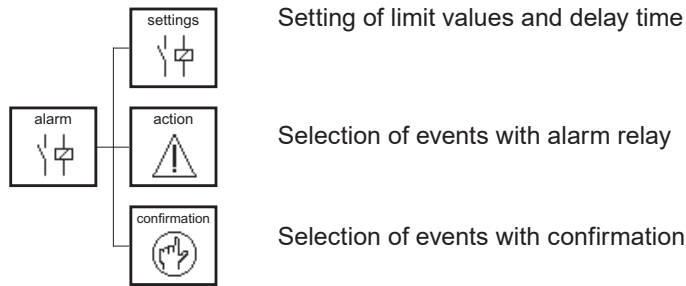 settings
Setting of limit values and delay time
alarm
action
Selection of events with alarm relay
confirmation
Selection of events with confirmation